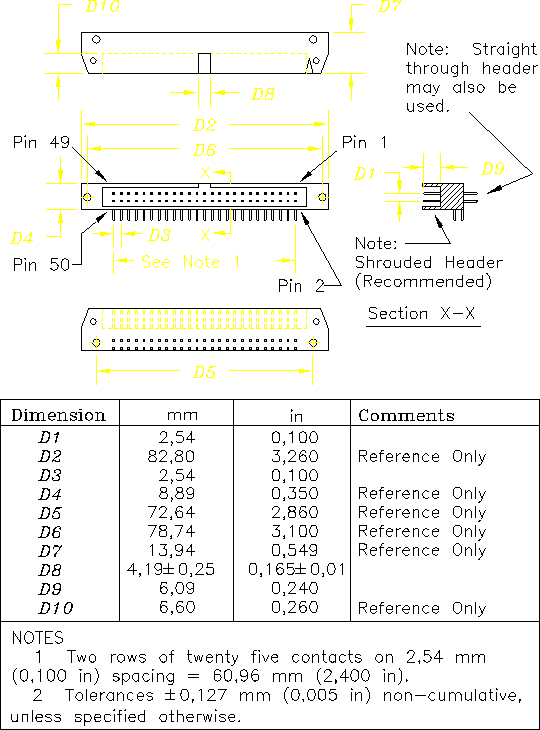 D10
D7
Note: Straight
through header
may also be
used.
D8
D2
Pin 49
D6
Pin 1
X
D1
D9
D4
D3
X
Note:
Shrouded Header
(Recommended)
Pin 50
See Note 1
Pin 2
Section X-X
D5
Dimension mm in Comments
D1 2,54 0,100
D2 82,80 3,260 Reference Only
D3 2,54 0,100
D4 8,89 0,350 Reference Only
D5 72,64 2,860 Reference Only
D6 78,74 3,100 Reference Only
D7 13,94 0,549 Reference Only
D8 4,19±0,25 0,165±0,01
D9 6,09 0,240
D10 6,60 0,260 Reference Only
NOTES
1 Two rows of twenty five contacts on 2,54 mm
(0,100 in) spacing = 60,96 mm (2,400 in).
2 Tolerances ±0,127 mm (0,005 in) non-cumulative,
unless specified otherwise.